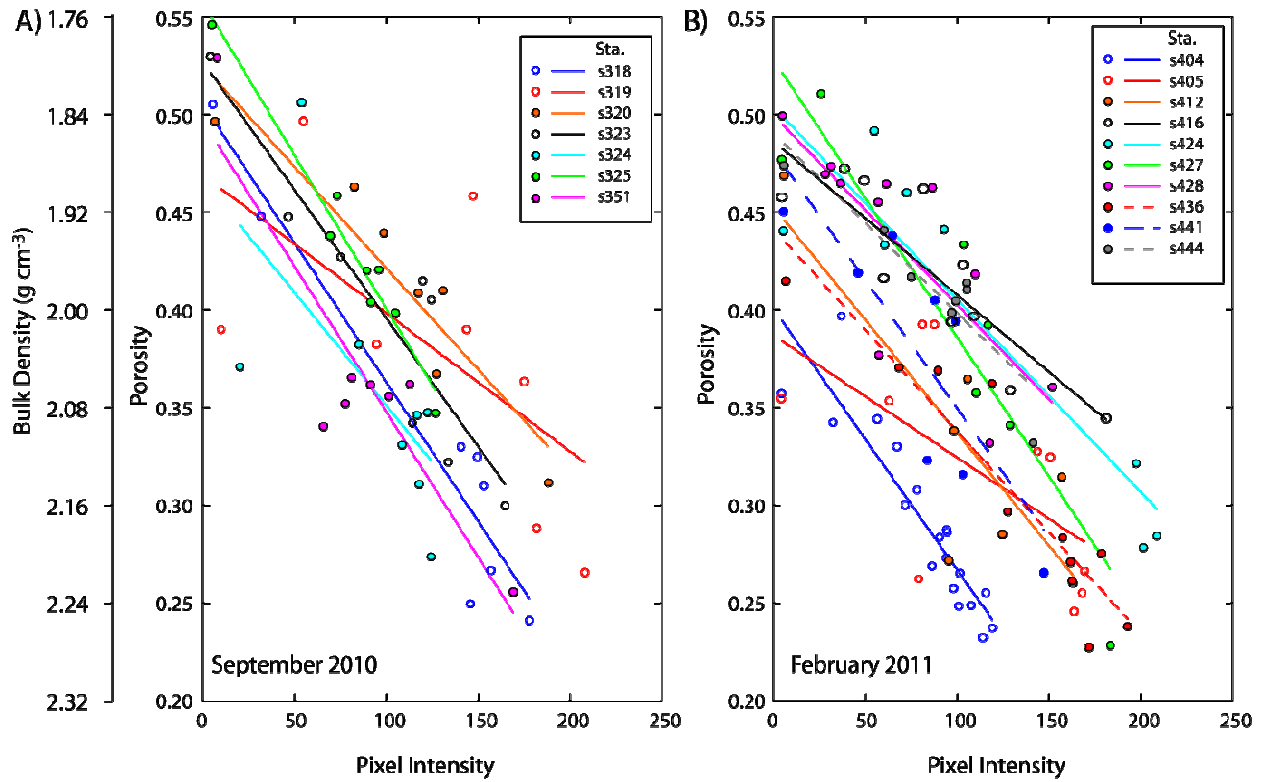 A)
Bulk Density (g cm-3)
1.76
1.84
1.92
2.00
2.08
2.16
2.24
2.32
Porosity
0.55
0.50
0.45
0.40
0.35
0.30
0.25
0.20
0
50
100
150
200
250
Pixel Intensity
September 2010
Sta.
s318
s319
s320
s323
s324
s325
s351
B)
Porosity
0.55
0.50
0.45
0.40
0.35
0.30
0.25
0.20
0
50
100
150
200
250
Pixel Intensity
February 2011
Sta.
s404
s405
s412
s416
s424
s427
s428
s436
s441
s444